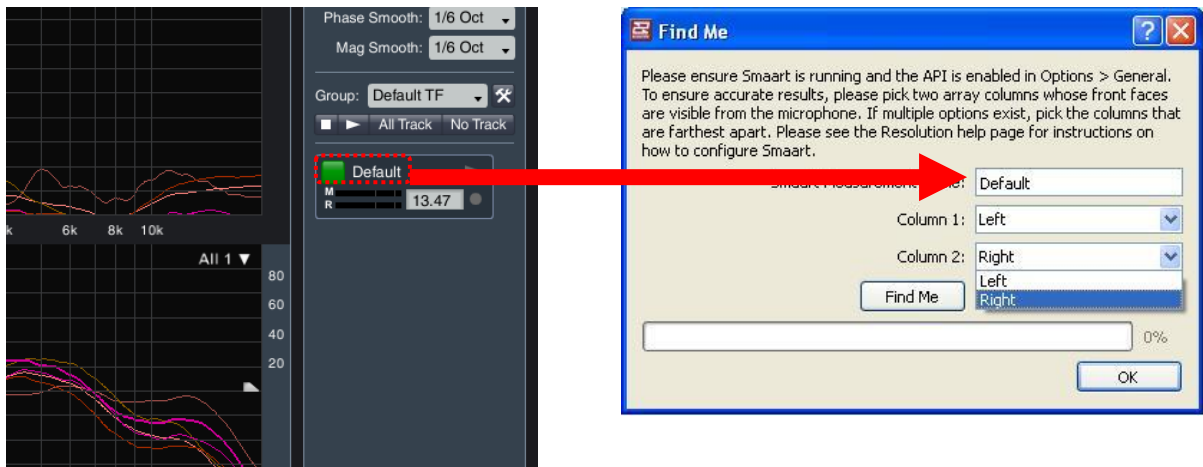 Phase Smooth: 1/6 Oct
Mag Smooth: 1/6 Oct
Group: Default TF
All Track No Track
Default
M
R
13.47
k 6k 8k 10k
All 1 ▼
80
60
40
20
Find Me
Please ensure Smaart is running and the API is enabled in Options > General.
To ensure accurate results, please pick two array columns whose front faces
are visible from the microphone. If multiple options exist, pick the columns that
are farthest apart. Please see the Resolution help page for instructions on
how to configure Smaart.
Default
Column 1: Left
Column 2: Right
Left
Right
Find Me
0%
OK